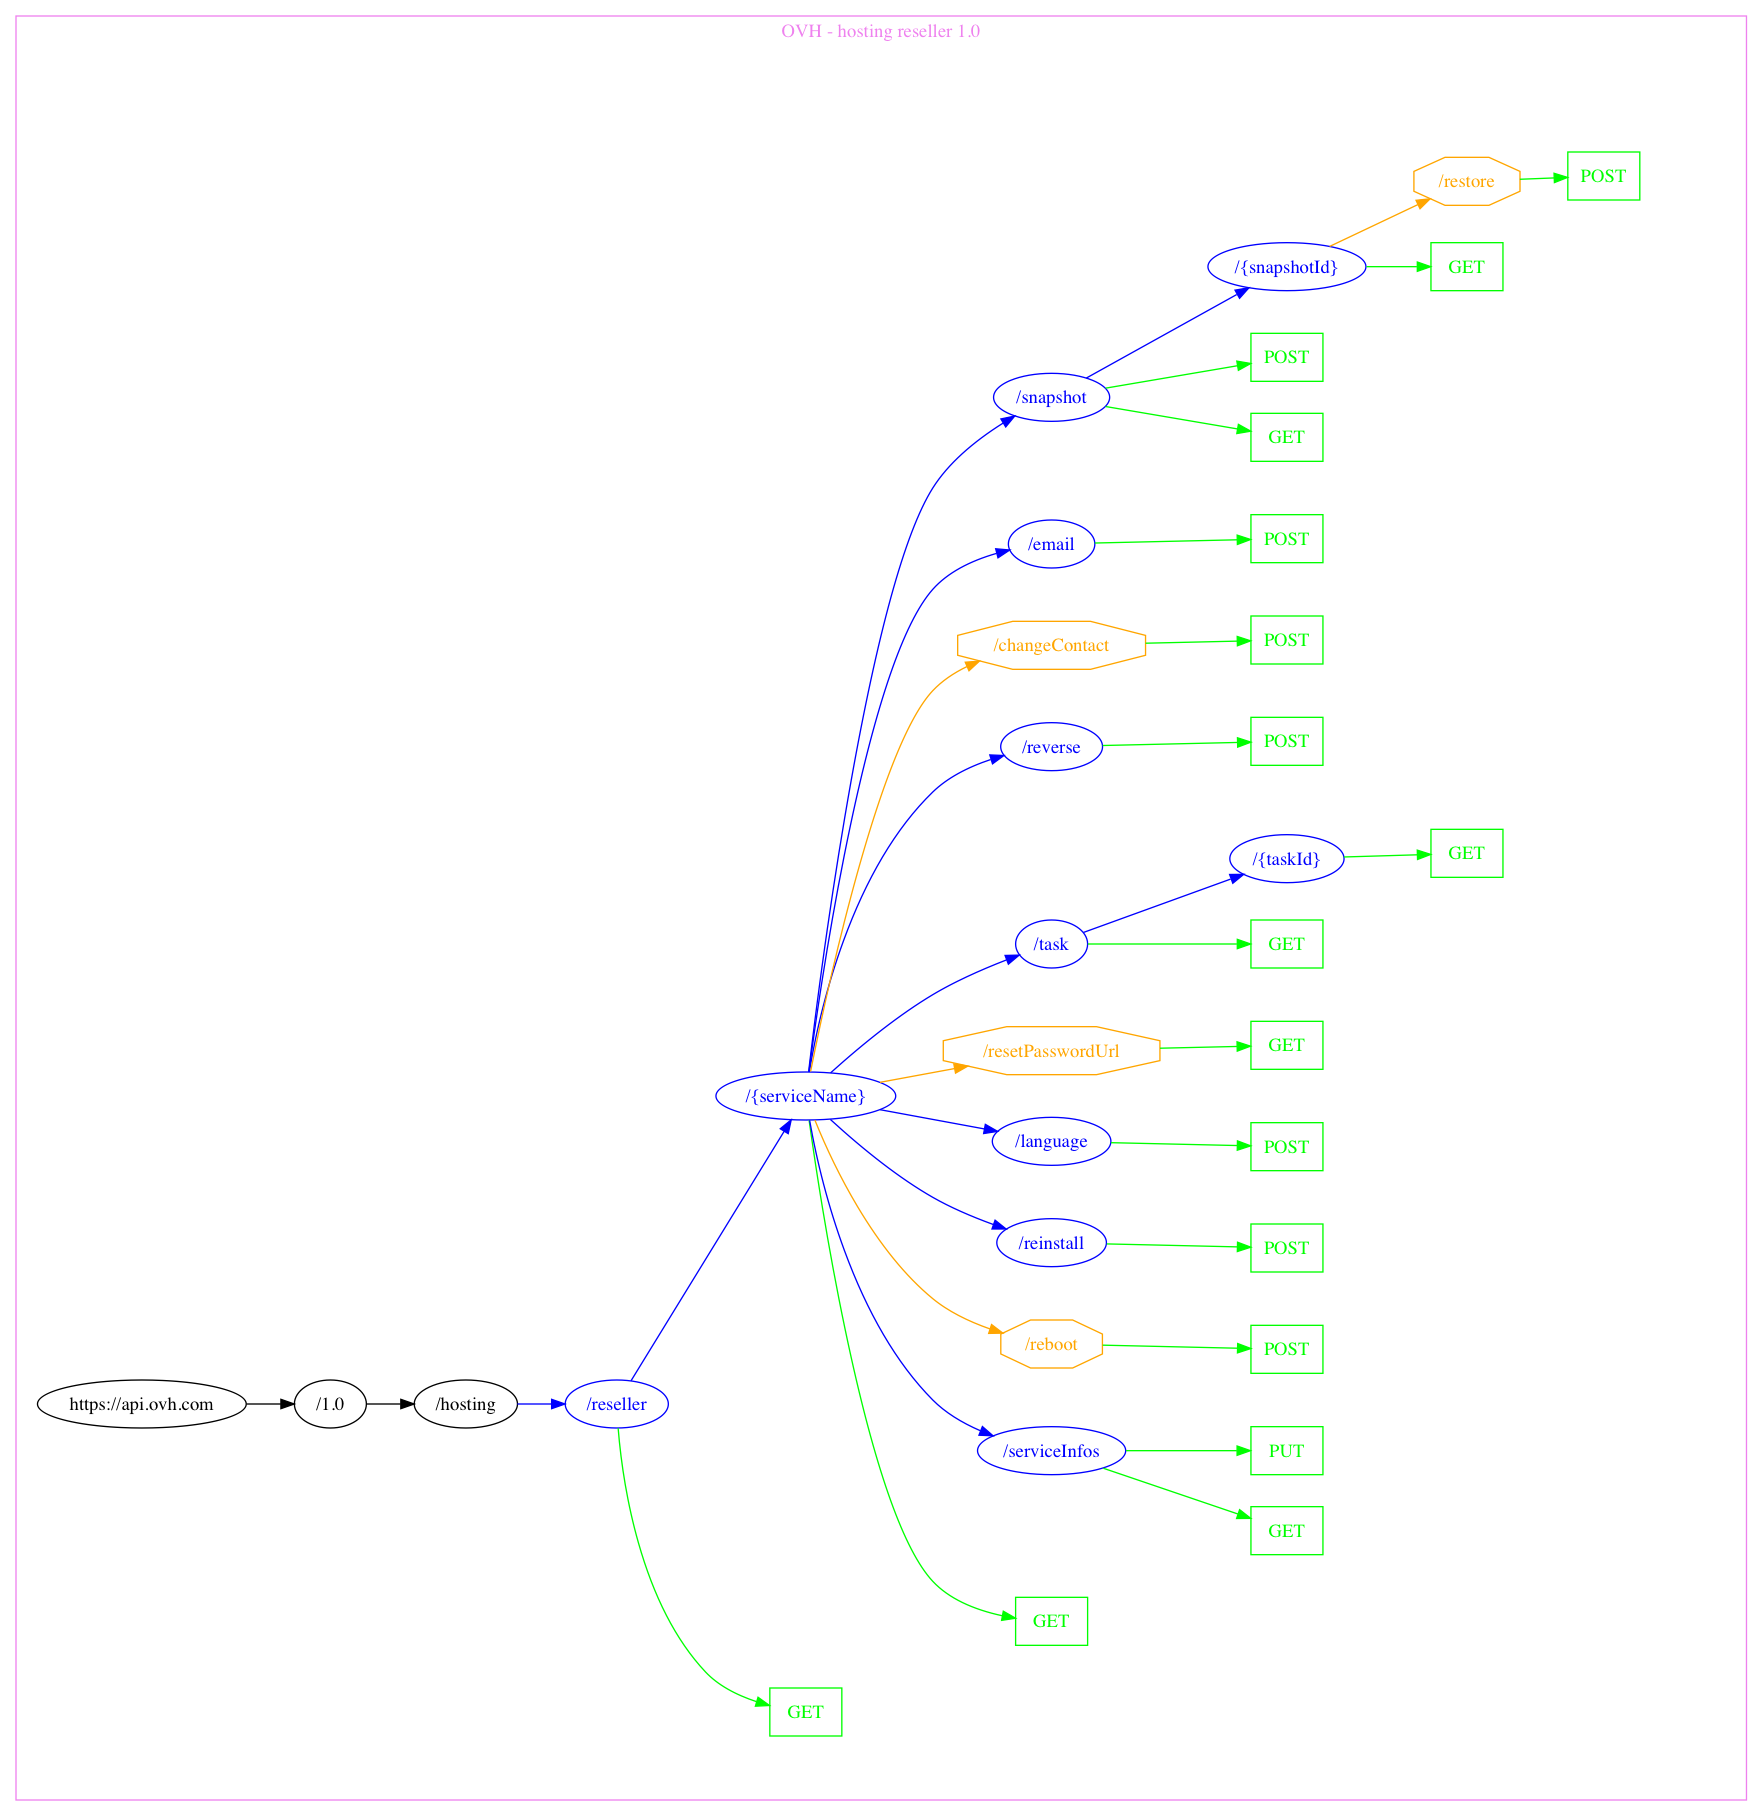 OVH - hosting reseller 1.0
/restore
POST
/{snapshotId}
GET
POST
/snapshot
GET
/email
POST
/changeContact
POST
/reverse
POST
/{taskId}
GET
/task
GET
/resetPasswordUrl
GET
/{serviceName}
/language
POST
/reinstall
POST
/reboot
POST
https://api.ovh.com
/1.0
/hosting
/reseller
/serviceInfos
PUT
GET
GET
GET